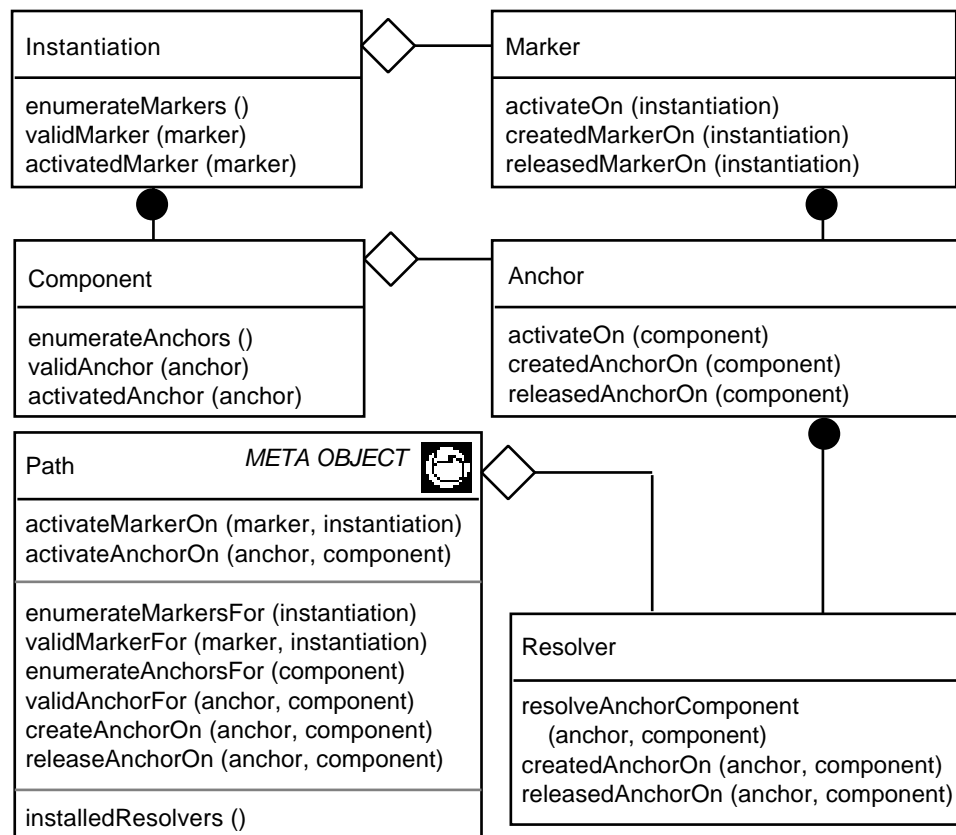 Instantiation
enumerateMarkers ()
validMarker (marker)
activatedMarker (marker)
Marker
activateOn (instantiation)
createdMarkerOn (instantiation)
releasedMarkerOn (instantiation)
Component
enumerateAnchors ()
validAnchor (anchor)
activatedAnchor (anchor)
Anchor
activateOn (component)
createdAnchorOn (component)
releasedAnchorOn (component)
Path META OBJECT
activateMarkerOn (marker, instantiation)
activateAnchorOn (anchor, component)
enumerateMarkersFor (instantiation)
validMarkerFor (marker, instantiation)
enumerateAnchorsFor (component)
validAnchorFor (anchor, component)
createAnchorOn (anchor, component)
releaseAnchorOn (anchor, component)
installedResolvers ()
Resolver
resolveAnchorComponent
(anchor, component)
createdAnchorOn (anchor, component)
releasedAnchorOn (anchor, component)